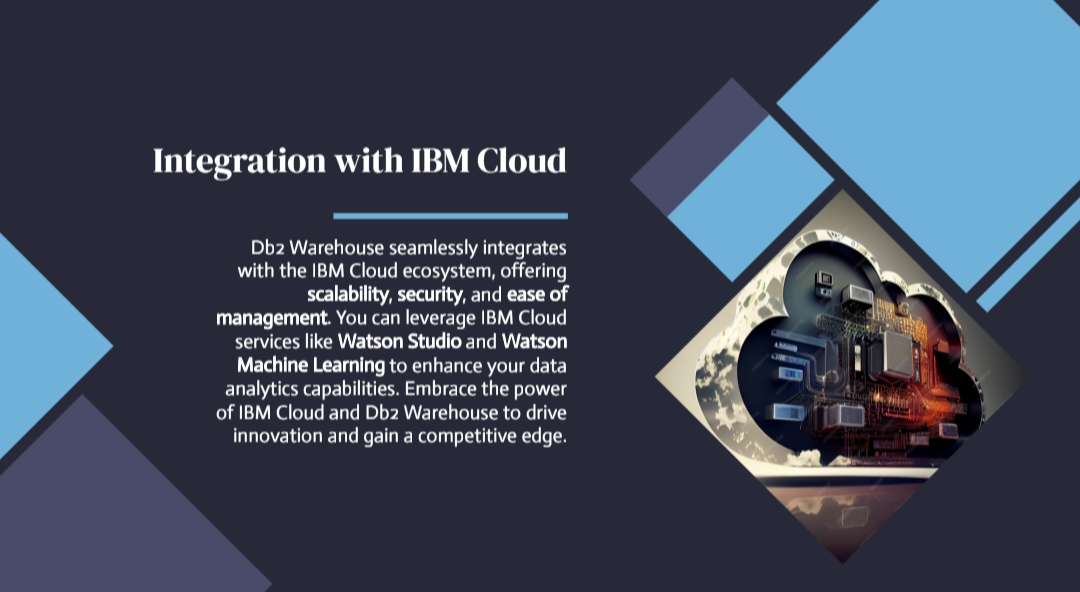 Integration with IBM Cloud
Db2 Warehouse seamlessly integrates
with the IBM Cloud ecosystem, offering
scalability, security, and ease of
management. You can leverage IBM Cloud
services like Watson Studio and Watson
Machine Learning to enhance your data
analytics capabilities. Embrace the power
of IBM Cloud and Db2 Warehouse to drive
innovation and gain a competitive edge.